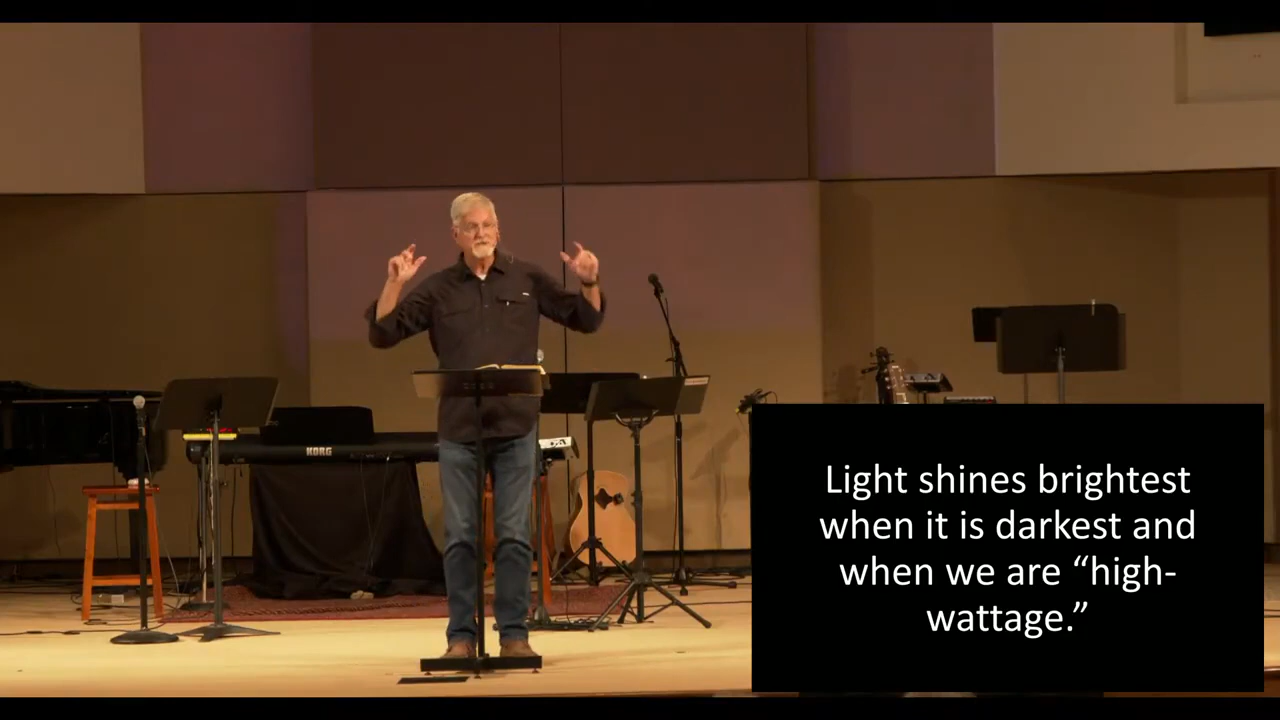 KORG
Light shines brightest
when it is darkest and
when we are “high-
wattage.”